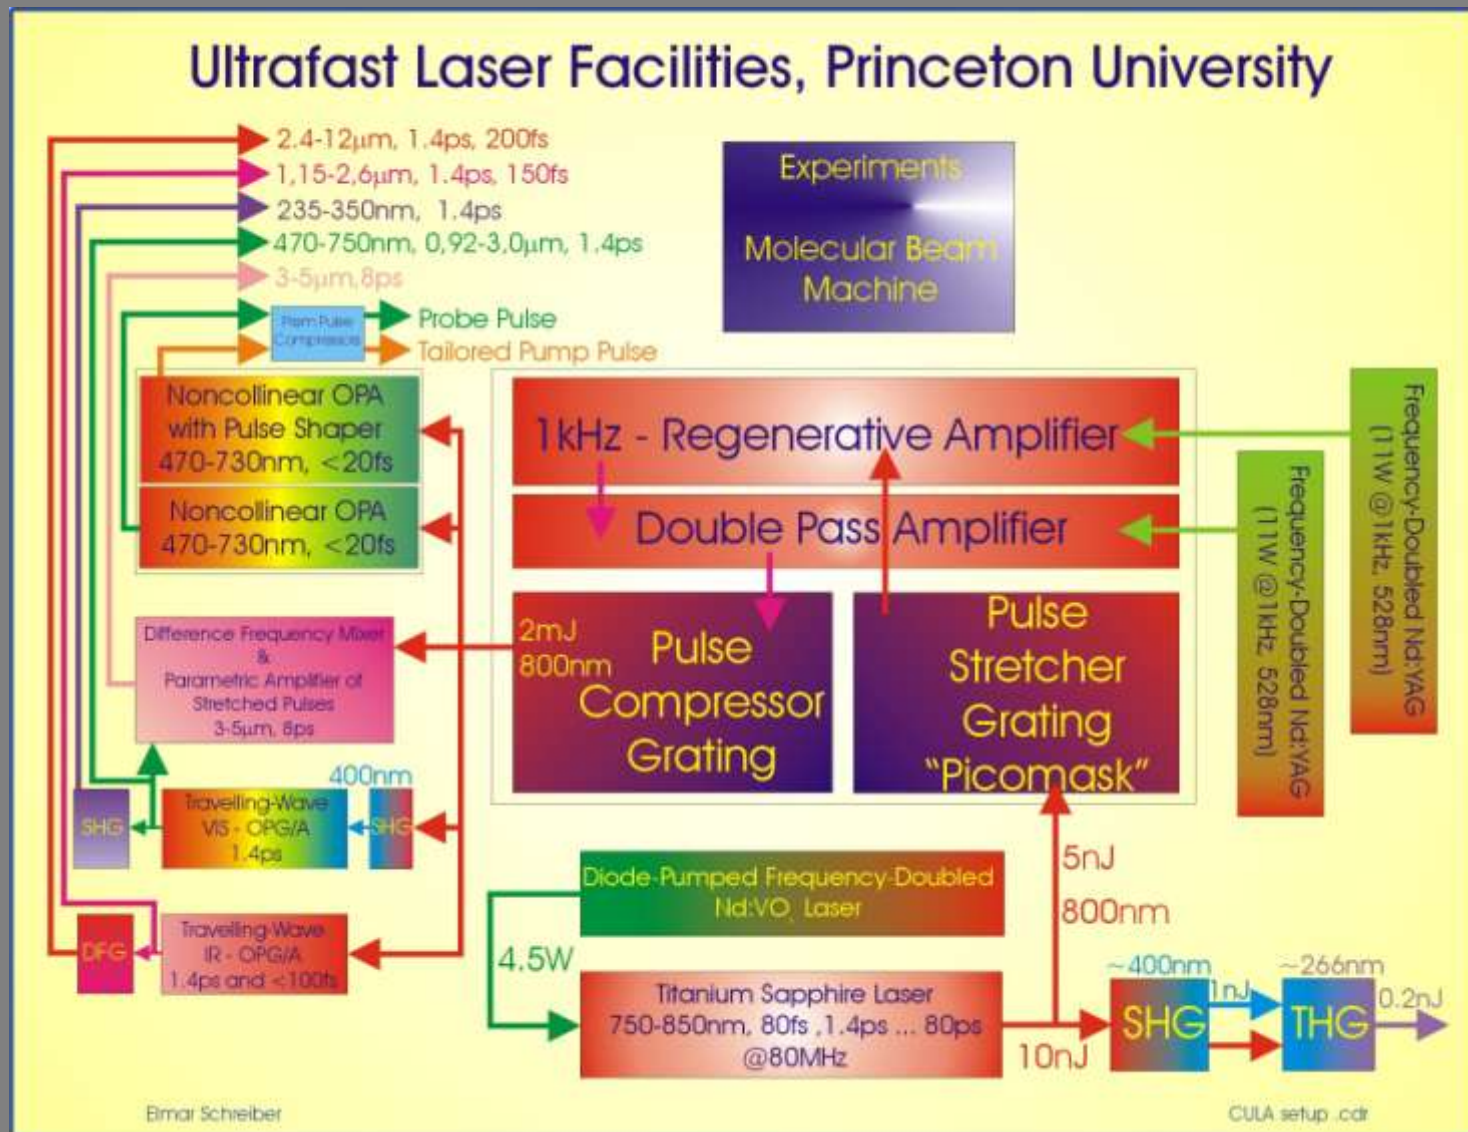 Ultrafast Laser Facilities, Princeton University
2.4-12µm, 1.4ps, 200fs
1,15-2,6µm, 1.4ps, 150fs
235-350nm, 1.4ps
470-750nm, 0,92-3,0µm, 1.4ps
3-5µm,8ps
Prism Pulse
Compressors
Probe Pulse
Tailored Pump Pulse
Experiments
Molecular Beam
Machine
Noncollinear OPA
with Pulse Shaper
470-730nm, <20fs
Noncollinear OPA
470-730nm, <20fs
1kHz - Regenerative Amplifier
Double Pass Amplifier
2mJ
800nm
Pulse
Compressor
Grating
Pulse
Stretcher
Grating
"Picomask"
Frequency-Doubled Nd:YAG
(11W @1kHz, 528nm)
Frequency-Doubled Nd:YAG
(11W @1kHz, 528nm)
Difference Frequency Mixer
&
Parametric Amplifier of
Stretched Pulses
3-5µm, 8ps
400nm
SHG
Travelling-Wave
VIS - OPG/A
1.4ps
SHG
DFG
Travelling-Wave
IR - OPG/A
1.4ps and <100fs
Diode-Pumped Frequency-Doubled
Nd:VO, Laser
4.5W
Titanium Sapphire Laser
750-850nm, 80fs ,1.4ps ... 80ps
@80MHz
5nJ
800nm
10nJ
~400nm
SHG
1nJ
~266nm
THG
0.2nJ
Elmar Schreiber
CULA setup .cdr